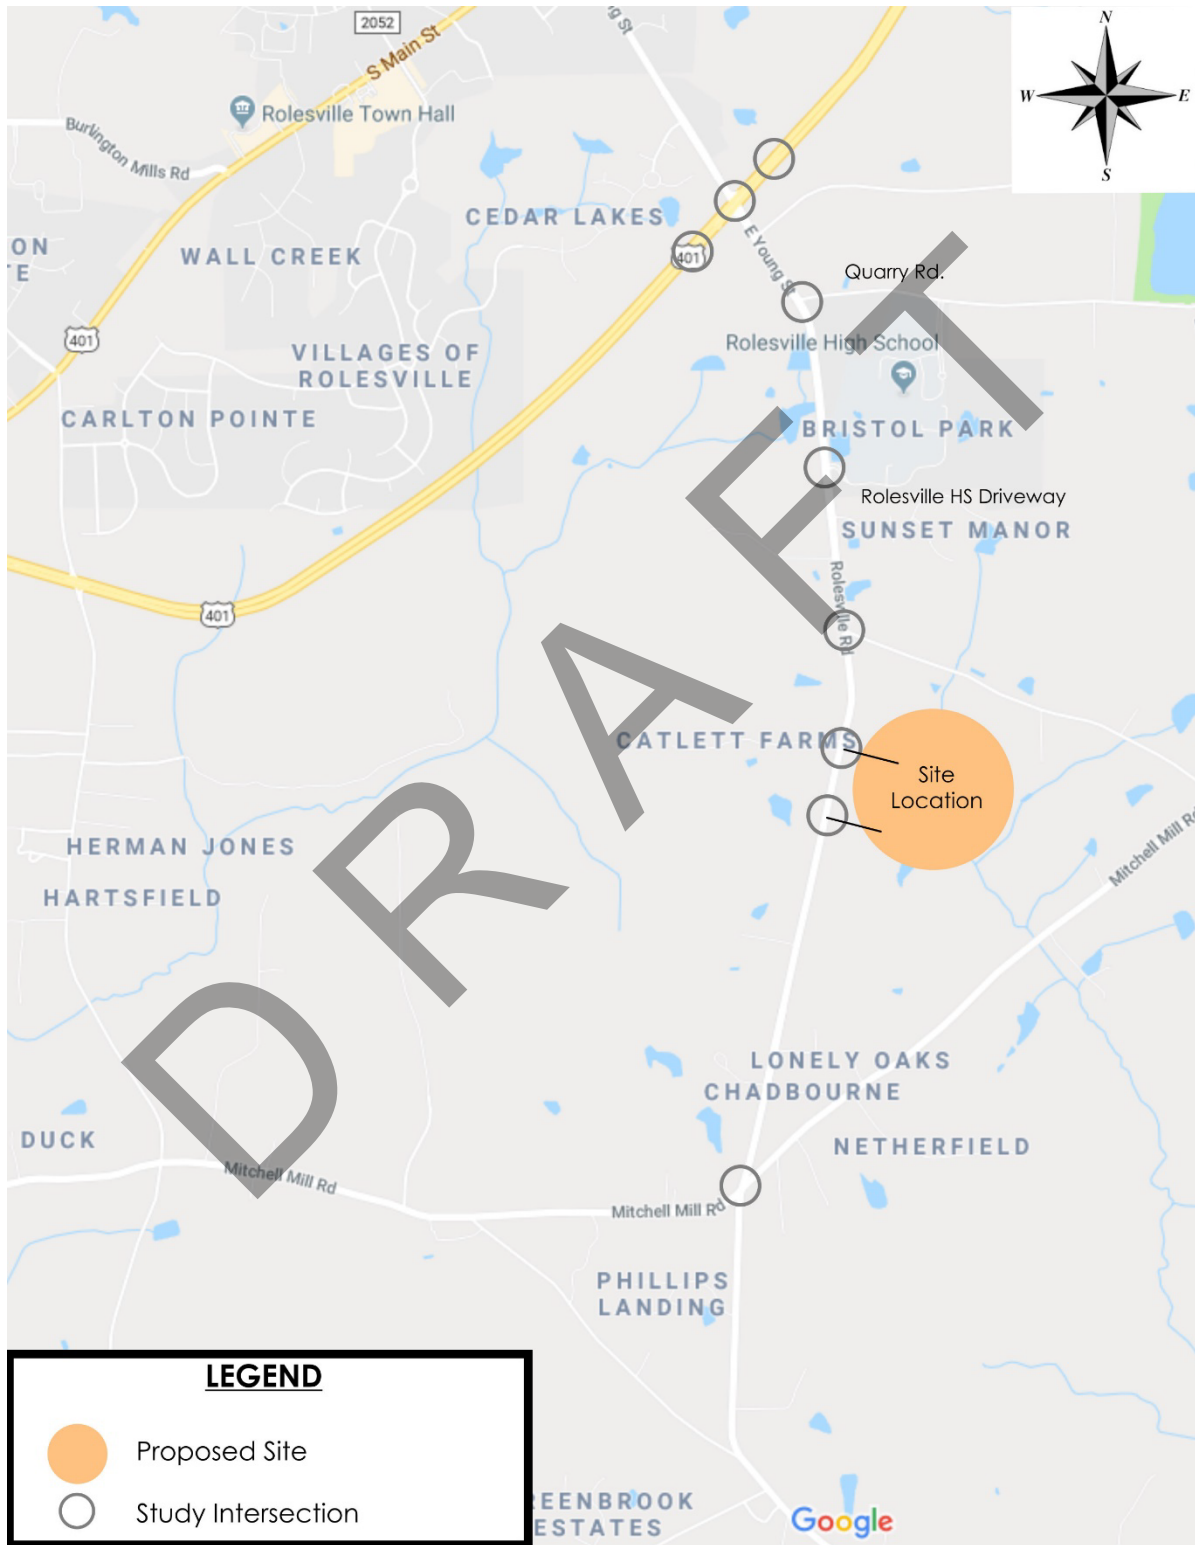 2052
ng St
N
W
E
S
S Main St
Rolesville Town Hall
Burlington Mills Rd
CEDAR LAKES
ON
E
WALL CREEK
401
E Young St
Quarry Rd.
401
VILLAGES OF
ROLESVILLE
Rolesville High School
CARLTON POINTE
BRISTOL PARK
Rolesville HS Driveway
SUNSET MANOR
401
Rolesville Rd
CATLETT FARMS
Site
Location
DRAFT
HERMAN JONES
HARTSFIELD
Mitchell Mill Rd
LONELY OAKS
CHADBOURNE
DUCK
NETHERFIELD
Mitchell Mill Rd
Mitchell Mill Rd
PHILLIPS
LANDING
LEGEND
Proposed Site
Study Intersection
EENBROOK
ESTATES
Google